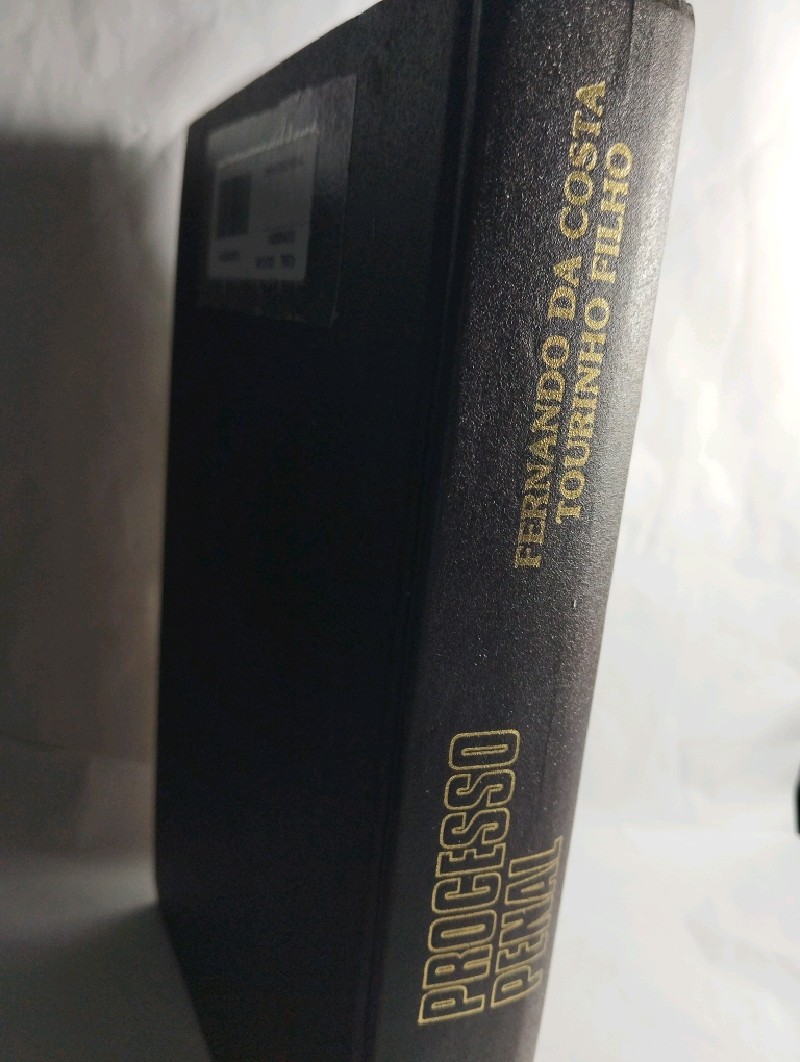 FERNANDO DA COSTA
TOURINHO FILHO
PROCESSO
PENAL